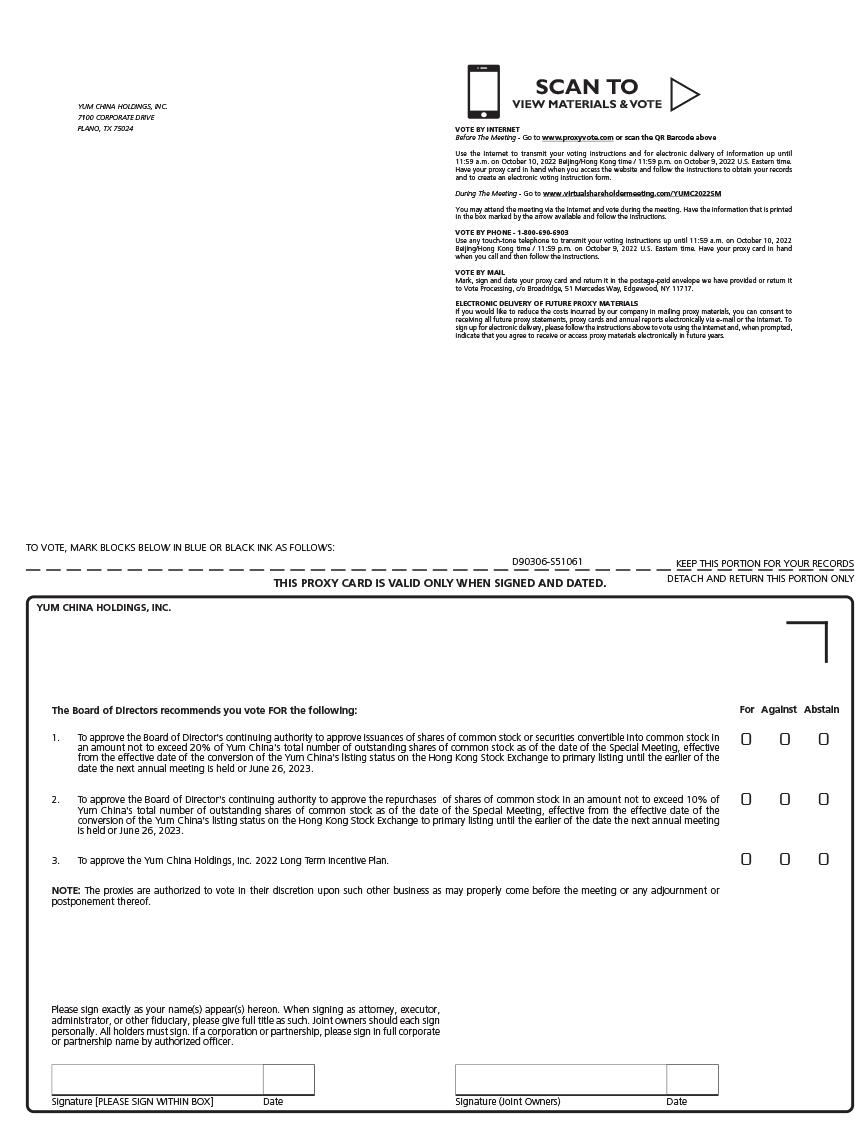 YUM CHINA HOLDINGS, INC.
7100 CORPORATE DRIVE
PLANO, TX 75024
SCAN TO
VIEW MATERIALS & VOTE
VOTE BY INTERNET
Before The Meeting - Go to www.proxyvote.com or scan the QR Barcode above
Use the Internet to transmit your voting instructions and for electronic delivery of information up until
11:59 a.m. on October 10, 2022 Beijing/Hong Kong time / 11:59 p.m. on October 9, 2022 U.S. Eastern time.
Have your proxy card in hand when you access the website and follow the instructions to obtain your records
and to create an electronic voting instruction form.
During The Meeting - Go to www.virtualshareholdermeeting.com/YUMC2022SM
You may attend the meeting via the Internet and vote during the meeting. Have the information that is printed
in the box marked by the arrow available and follow the instructions.
VOTE BY PHONE - 1-800-690-6903
Use any touch-tone telephone to transmit your voting instructions up until 11:59 a.m. on October 10, 2022
Beijing/Hong Kong time / 11:59 p.m. on October 9, 2022 U.S. Eastern time. Have your proxy card in hand
when you call and then follow the instructions.
VOTE BY MAIL
Mark, sign and date your proxy card and return it in the postage-paid envelope we have provided or return it
to Vote Processing, c/o Broadridge, 51 Mercedes Way, Edgewood, NY 11717.
ELECTRONIC DELIVERY OF FUTURE PROXY MATERIALS
If you would like to reduce the costs incurred by our company in mailing proxy materials, you can consent to
receiving all future proxy statements, proxy cards and annual reports electronically via e-mail or the Internet. To
sign up for electronic delivery, please follow the instructions above to vote using the Internet and, when prompted,
indicate that you agree to receive or access proxy materials electronically in future years.
TO VOTE, MARK BLOCKS BELOW IN BLUE OR BLACK INK AS FOLLOWS:
D90306-S51061
KEEP THIS PORTION FOR YOUR RECORDS
DETACH AND RETURN THIS PORTION ONLY
THIS PROXY CARD IS VALID ONLY WHEN SIGNED AND DATED.
YUM CHINA HOLDINGS, INC.
The Board of Directors recommends you vote FOR the following:
For Against Abstain
1. To approve the Board of Director's continuing authority to approve issuances of shares of common stock or securities convertible into common stock in
an amount not to exceed 20% of Yum China's total number of outstanding shares of common stock as of the date of the Special Meeting, effective
from the effective date of the conversion of the Yum China's listing status on the Hong Kong Stock Exchange to primary listing until the earlier of the
date the next annual meeting is held or June 26, 2023.
2. To approve the Board of Director's continuing authority to approve the repurchases of shares of common stock in an amount not to exceed 10% of
Yum China's total number of outstanding shares of common stock as of the date of the Special Meeting, effective from the effective date of the
conversion of the Yum China's listing status on the Hong Kong Stock Exchange to primary listing until the earlier of the date the next annual meeting
is held or June 26, 2023.
3. To approve the Yum China Holdings, Inc. 2022 Long Term Incentive Plan.
NOTE: The proxies are authorized to vote in their discretion upon such other business as may properly come before the meeting or any adjournment or
postponement thereof.
Please sign exactly as your name(s) appear(s) hereon. When signing as attorney, executor,
administrator, or other fiduciary, please give full title as such. Joint owners should each sign
personally. All holders must sign. If a corporation or partnership, please sign in full corporate
or partnership name by authorized officer.
Signature [PLEASE SIGN WITHIN BOX] Date
Signature (Joint Owners) Date